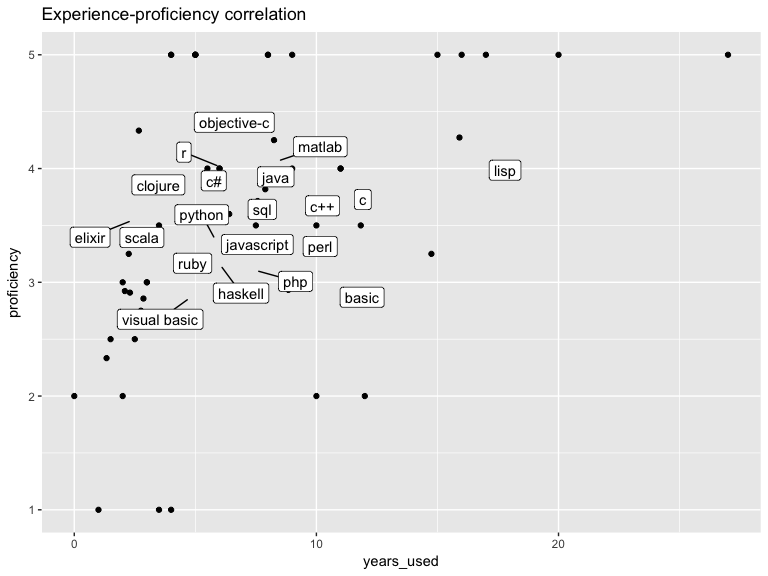 Experience-proficiency correlation
5
objective-c
matlab
r
4
lisp
java
clojure
c#
c
c++
sql
python
elixir
scala
javascript
perl
ruby
3
php
haskell
basic
visual basic
2
1
0
10
20
proficiency
years_used